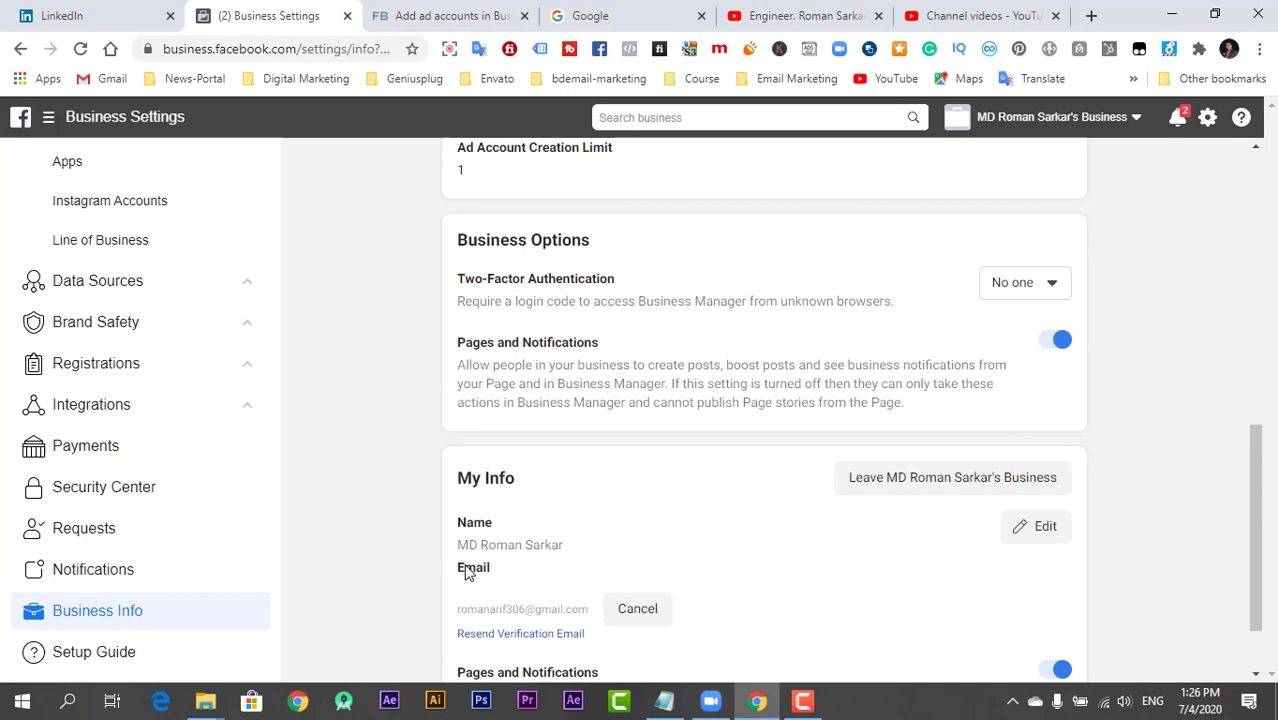 LinkedIn
(2) Business Settings
FB Add ad accounts in Bus
Google
Engineer. Roman Sarka
Channel videos - YouTu
business.facebook.com/settings/info?...
Apps
Gmail
News-Portal
Digital Marketing
Geniusplug
Envato
bdemail-marketing
Course
Email Marketing
YouTube
Maps
Translate
Other bookmarks
Business Settings
Search business
MD Roman Sarkar's Business
2
Apps
Instagram Accounts
Line of Business
Data Sources
Brand Safety
Registrations
Integrations
Payments
Security Center
Requests
Notifications
Business Info
Setup Guide
Ad Account Creation Limit
1
Business Options
Two-Factor Authentication
No one
Require a login code to access Business Manager from unknown browsers.
Pages and Notifications
Allow people in your business to create posts, boost posts and see business notifications from
your Page and in Business Manager. If this setting is turned off then they can only take these
actions in Business Manager and cannot publish Page stories from the Page.
My Info
Leave MD Roman Sarkar's Business
Name
Edit
MD Roman Sarkar
Email
romanarif306@gmail.com
Cancel
Resend Verification Email
Pages and Notifications
Ae
Ai
Ps
Pr
Ae
ENG
1:26 PM
7/4/2020